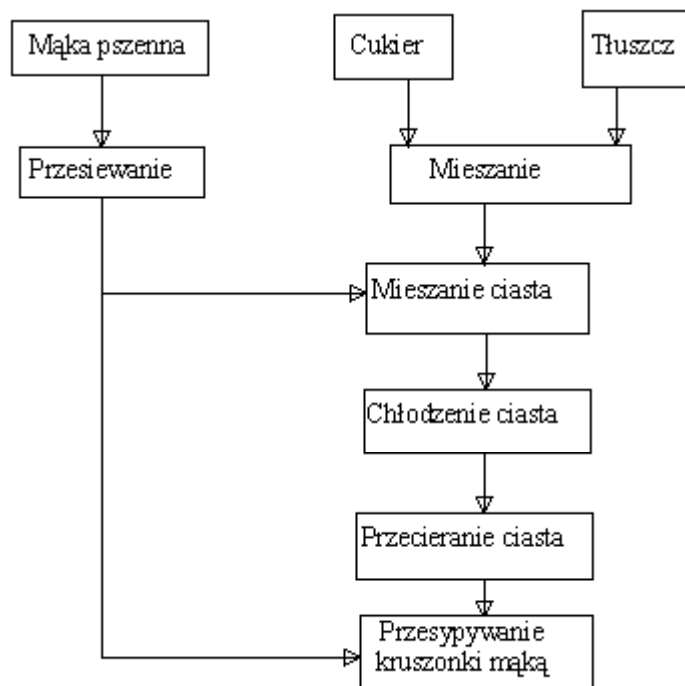 Mąka pszenna
Cukier
Tłuszcz
Przesiewanie
Mieszanie
Mieszanie ciasta
Chłodzenie ciasta
Przecieranie ciasta
Przesypywanie
kruszonki mąką